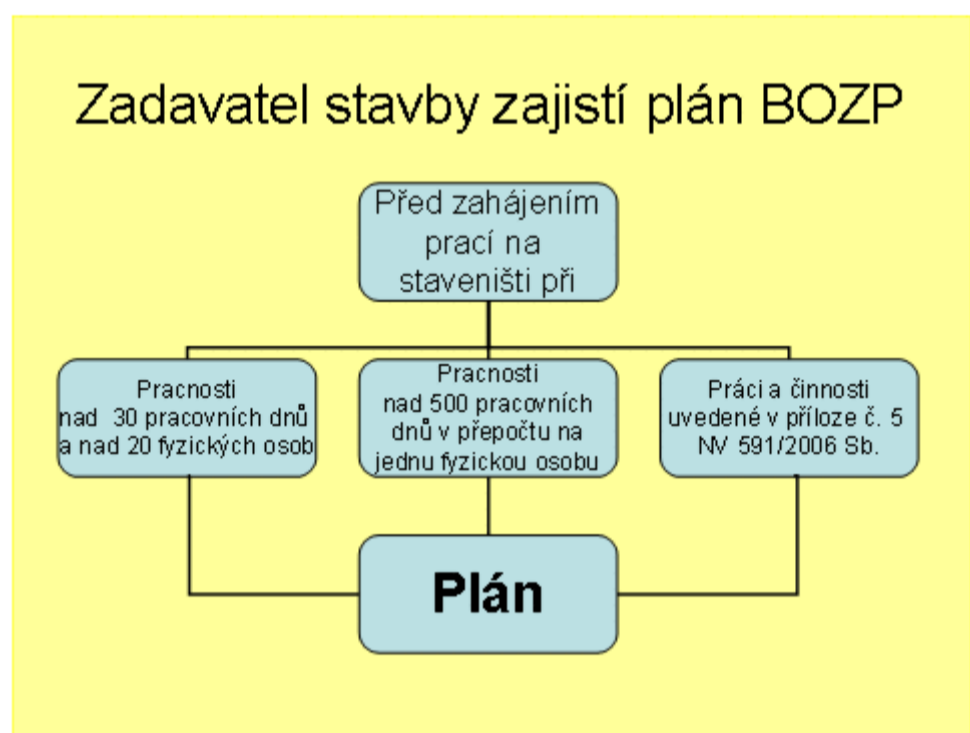 Zadavatel stavby zajistí plán BOZP
Před zahájením
prací na
staveništi při
Pracnosti
nad 30 pracovních dnů
a nad 20 fyzických osob
Pracnosti
nad 500 pracovních
dnů v přepočtu na
jednu fyzickou osobu
Práci a činnosti
uvedené v příloze č. 5
NV 591/2006 Sb.
Plán